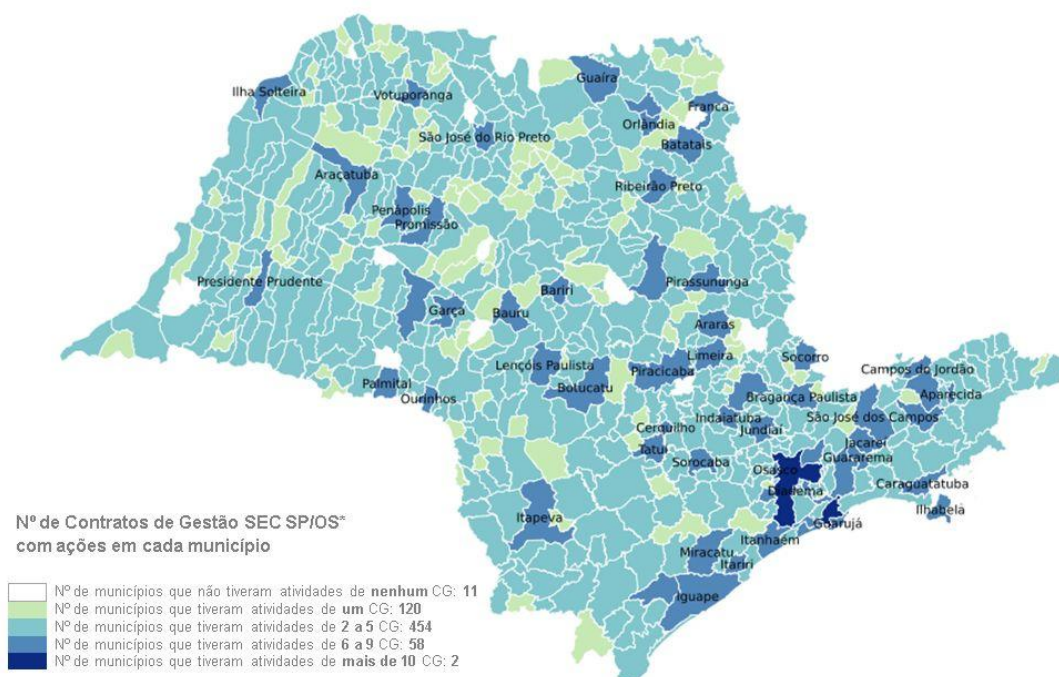 Guaíra
Ilha Solteira
Votuporanga
Franca
Orlândia
São José do Rio Preto
Batatais
Araçatuba
Ribeirão Preto
Penápolis
Promissão
Presidente Prudente
Pirassununga
Bariri
Garça
Bauru
Araras
Limeira
Socorro
Lençóis Paulista
Campos do Jordão
Piracicaba
Palmital
Botucatu
Bragança Paulista
Aparecida
Ourinhos
Indaiatuba
São José dos Campos
Cerquilho
Jundiaí
Jacareí
Tatuí
Guararema
Sorocaba
Osasco
Caraguatatuba
Diadema
Ilhabela
Itapeva
Guarujá
Itanhaém
Miracatu
Itariri
Iguape
Nº de Contratos de Gestão SEC SP/OS*
com ações em cada município
Nº de municípios que não tiveram atividades de nenhum CG: 11
Nº de municípios que tiveram atividades de um CG: 120
Nº de municípios que tiveram atividades de 2 a 5 CG: 454
Nº de municípios que tiveram atividades de 6 a 9 CG: 58
Nº de municípios que tiveram atividades de mais de 10 CG: 2